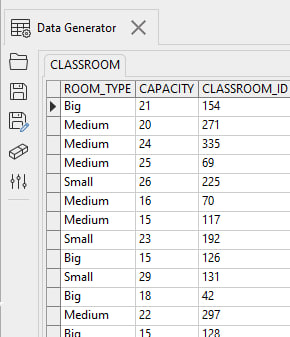 Data Generator
CLASSROOM
ROOM_TYPE CAPACITY CLASSROOM_ID
Big 21 154
Medium 20 271
Medium 24 335
Medium 25 69
Small 26 225
Medium 16 70
Medium 15 117
Small 23 192
Big 15 126
Small 29 131
Big 18 42
Medium 22 297
Big 15 128